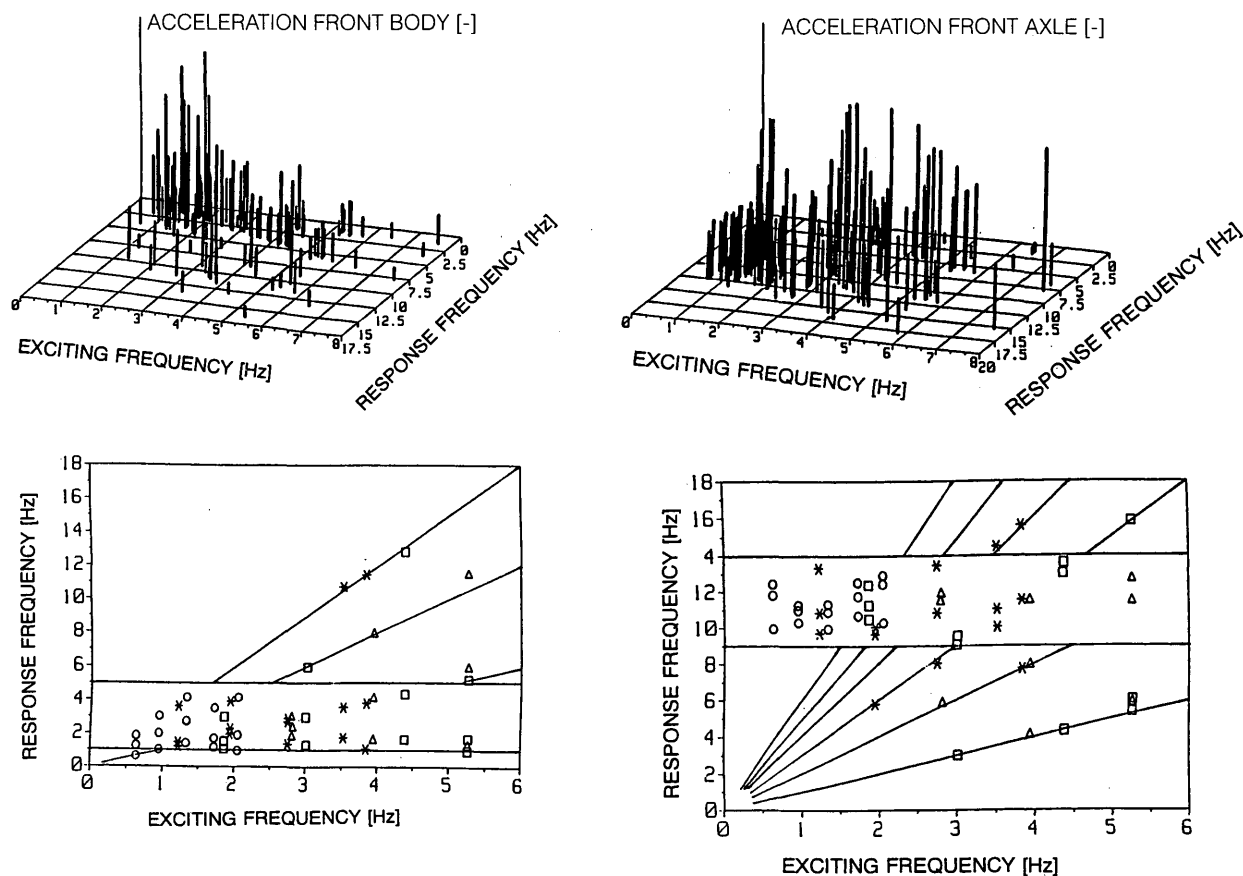 ACCELERATION FRONT BODY [-]
0 1 2 3 4 5 6 7 8
0 2.5 5 7.5 10 12.5 15 17.5
EXCITING FREQUENCY [Hz]
RESPONSE FREQUENCY [Hz]
ACCELERATION FRONT AXLE [-]
0 1 2 3 4 5 6 7 8
0 2.5 5 7.5 10 12.5 15 17.5 20
EXCITING FREQUENCY [Hz]
RESPONSE FREQUENCY [Hz]
RESPONSE FREQUENCY [Hz]
18
16
14
12
10
8
6
4
2
0
0 1 2 3 4 5 6
EXCITING FREQUENCY [Hz]
RESPONSE FREQUENCY [Hz]
18
16
4
12
10
8
6
4
2
0
0 1 2 3 4 5 6
EXCITING FREQUENCY [Hz]